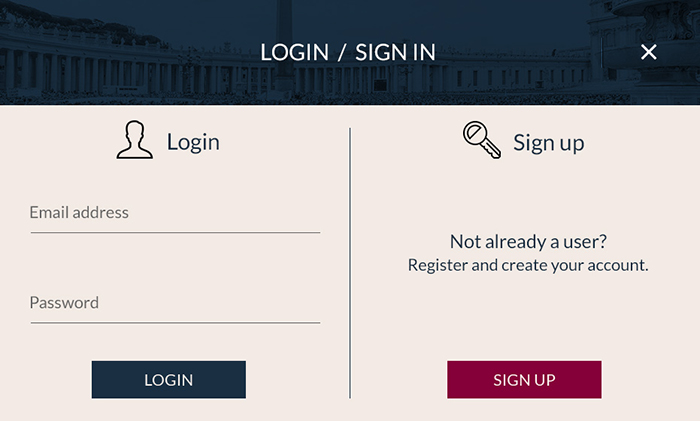 LOGIN / SIGN IN
Login
Email address
Password
LOGIN
Sign up
Not already a user?
Register and create your account.
SIGN UP